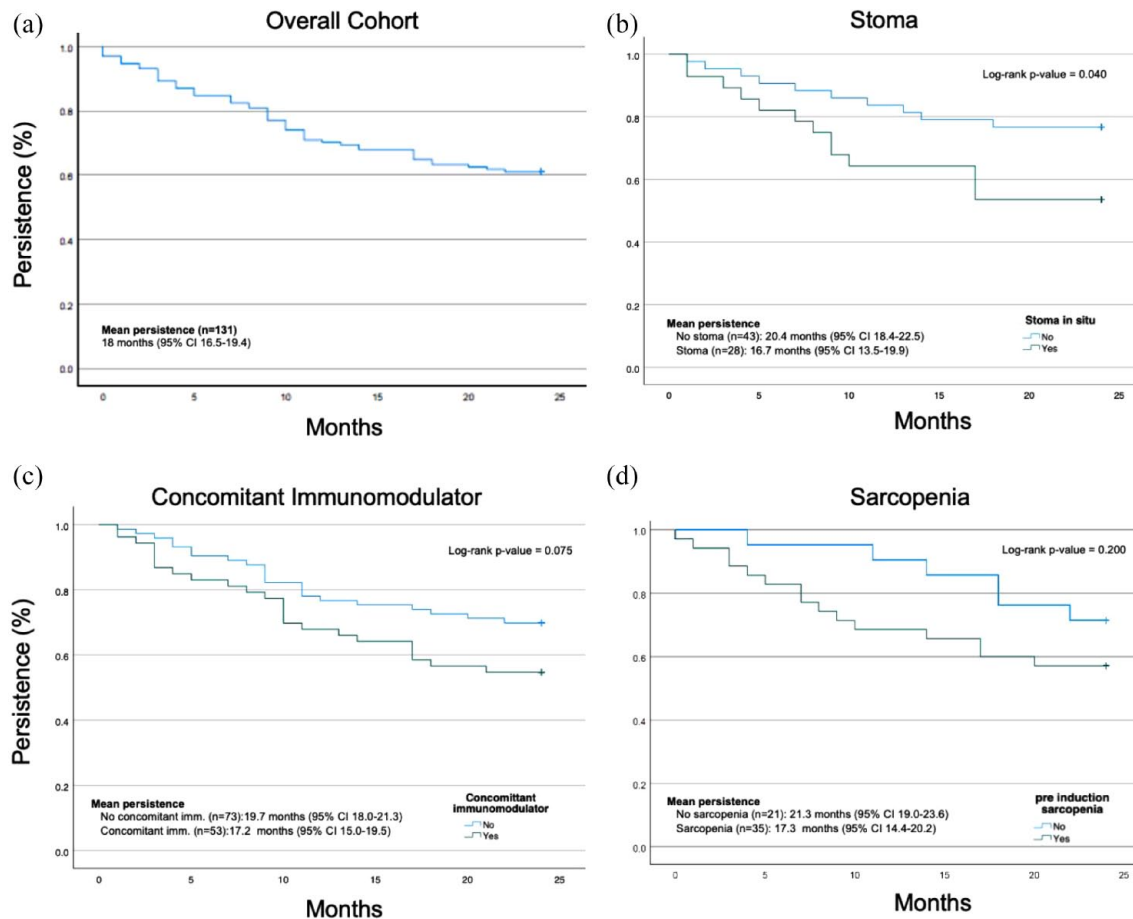 (a)
Overall Cohort
Persistence (%)
1.0
0.8
0.6
0.4
0.2
0.0
Mean persistence (n=131)
18 months (95% CI 16.5-19.4)
0 5 10 15 20 25
Months
(b)
Stoma
1.0
0.8
0.6
0.4
0.2
0.0
Log-rank p-value = 0.040
Mean persistence
No stoma (n=43): 20.4 months (95% CI 18.4-22.5)
Stoma (n=28): 16.7 months (95% CI 13.5-19.9)
Stoma in situ
No
Yes
0 5 10 15 20 25
Months
(c)
Concomitant Immunomodulator
Persistence (%)
1.0
0.8
0.6
0.4
0.2
0.0
Log-rank p-value = 0.075
Mean persistence
No concomitant imm. (n=73):19.7 months (95% CI 18.0-21.3)
Concomitant imm. (n=53):17.2 months (95% CI 15.0-19.5)
Concomittant
immunomodulator
No
Yes
0 5 10 15 20 25
Months
(d)
Sarcopenia
1.0
0.8
0.6
0.4
0.2
0.0
Log-rank p-value = 0.200
Mean persistence
No sarcopenia (n=21): 21.3 months (95% CI 19.0-23.6)
Sarcopenia (n=35): 17.3 months (95% CI 14.4-20.2)
pre induction
sarcopenia
No
Yes
0 5 10 15 20 25
Months